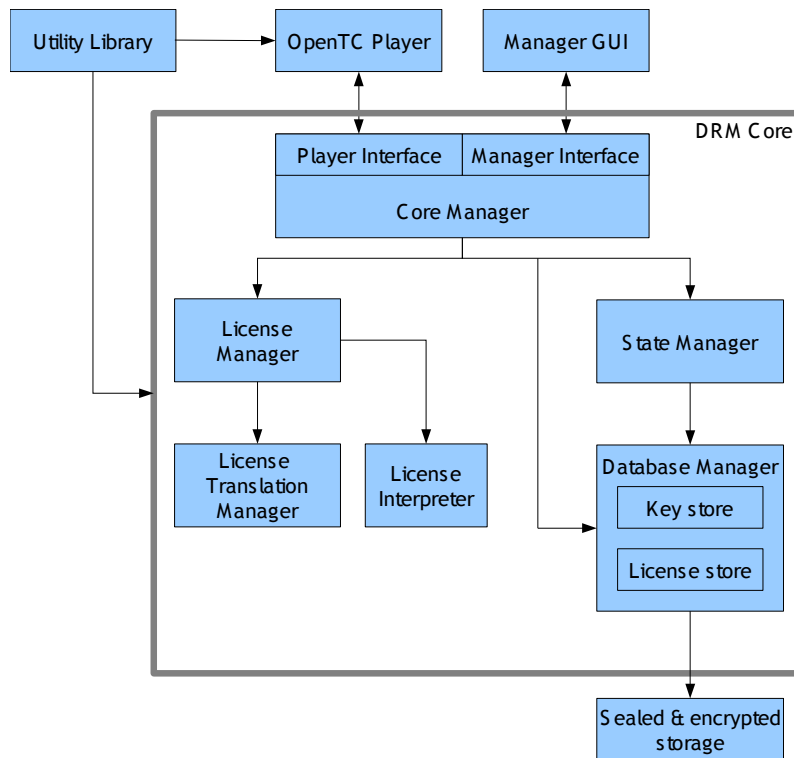 Utility Library
OpenTC Player
Manager GUI
DRM Core
Player Interface
Manager Interface
Core Manager
License
Manager
State Manager
License
Translation
Manager
License
Interpreter
Database Manager
Key store
License store
Sealed & encrypted
storage